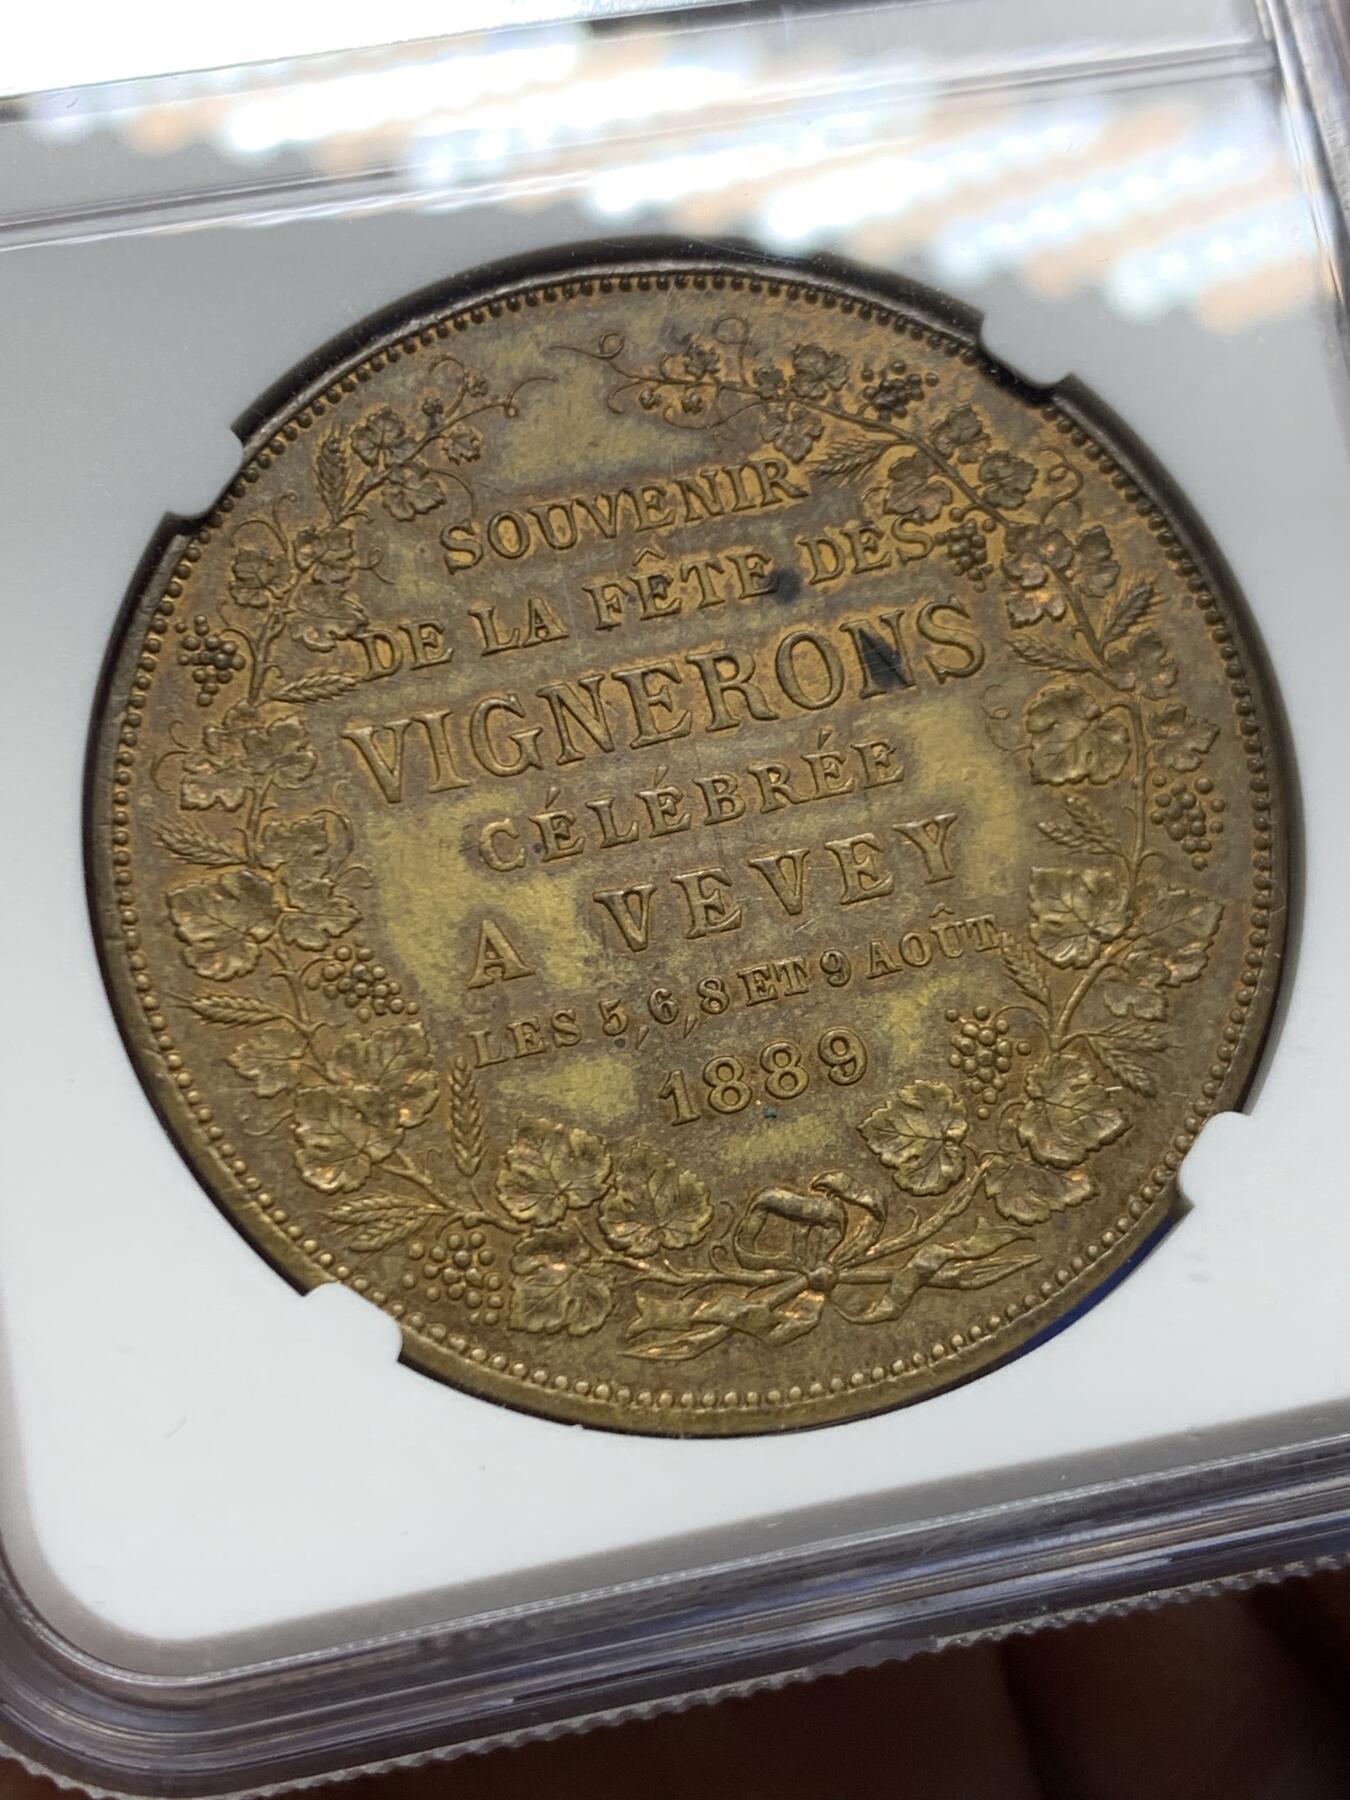 SOUVENIR
DE LA FÊTE DES
VIGNERONS
CÉLÉBRÉE
A VEVEY
LES 5,6,8 ET 9 AOÛT
1889